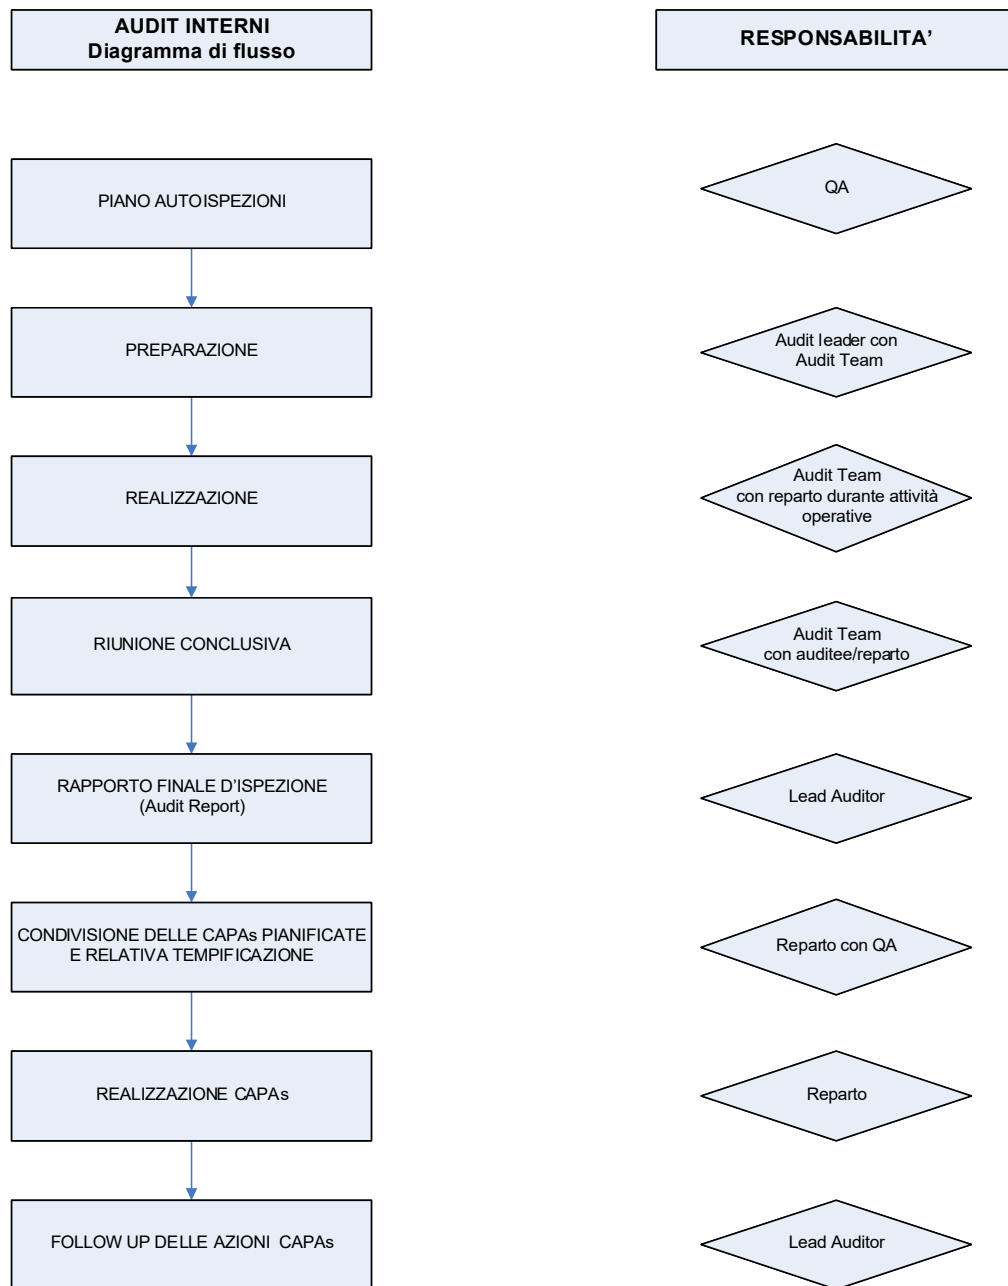 AUDIT INTERNI
Diagramma di flusso
RESPONSABILITA’
PIANO AUTOISPEZIONI
QA
PREPARAZIONE
Audit leader con
Audit Team
REALIZZAZIONE
Audit Team
con reparto durante attività
operative
RIUNIONE CONCLUSIVA
Audit Team
con auditee/reparto
RAPPORTO FINALE D’ISPEZIONE
(Audit Report)
Lead Auditor
CONDIVISIONE DELLE CAPAs PIANIFICATE
E RELATIVA TEMPIFICAZIONE
Reparto con QA
REALIZZAZIONE CAPAs
Reparto
FOLLOW UP DELLE AZIONI CAPAs
Lead Auditor